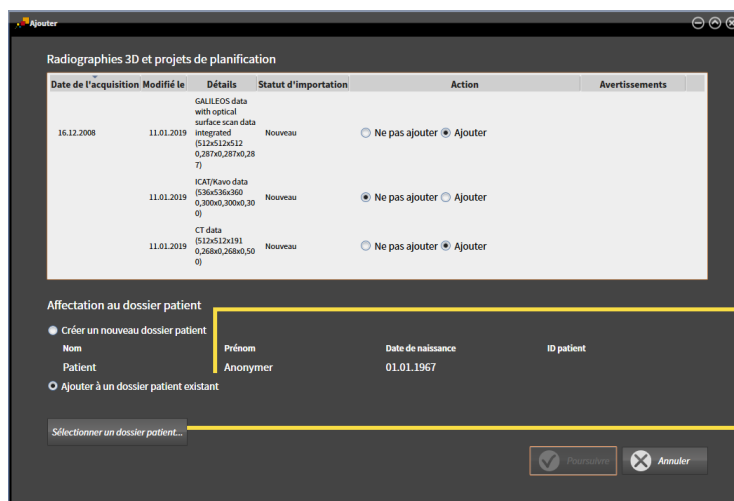 Ajouter
Radiographies 3D et projets de planification
Date de l'acquisition Modifié le Détails Statut d'importation Action Avertissements
GALILEOS data
with optical
surface scan data
16.12.2008 11.01.2019 integrated Nouveau Ne pas ajouter Ajouter
(512x512x512
0,287x0,287x0,28
7)
ICAT/Kavo data
11.01.2019 (536x536x360 Nouveau Ne pas ajouter Ajouter
0,300x0,300x0,30
0)
CT data
11.01.2019 (512x512x191 Nouveau Ne pas ajouter Ajouter
0,268x0,268x0,50
0)
Affectation au dossier patient
Créer un nouveau dossier patient
Nom Prénom Date de naissance ID patient
Patient Anonymer 01.01.1967
Ajouter à un dossier patient existant
Sélectionner un dossier patient...
Poursuivre Annuler